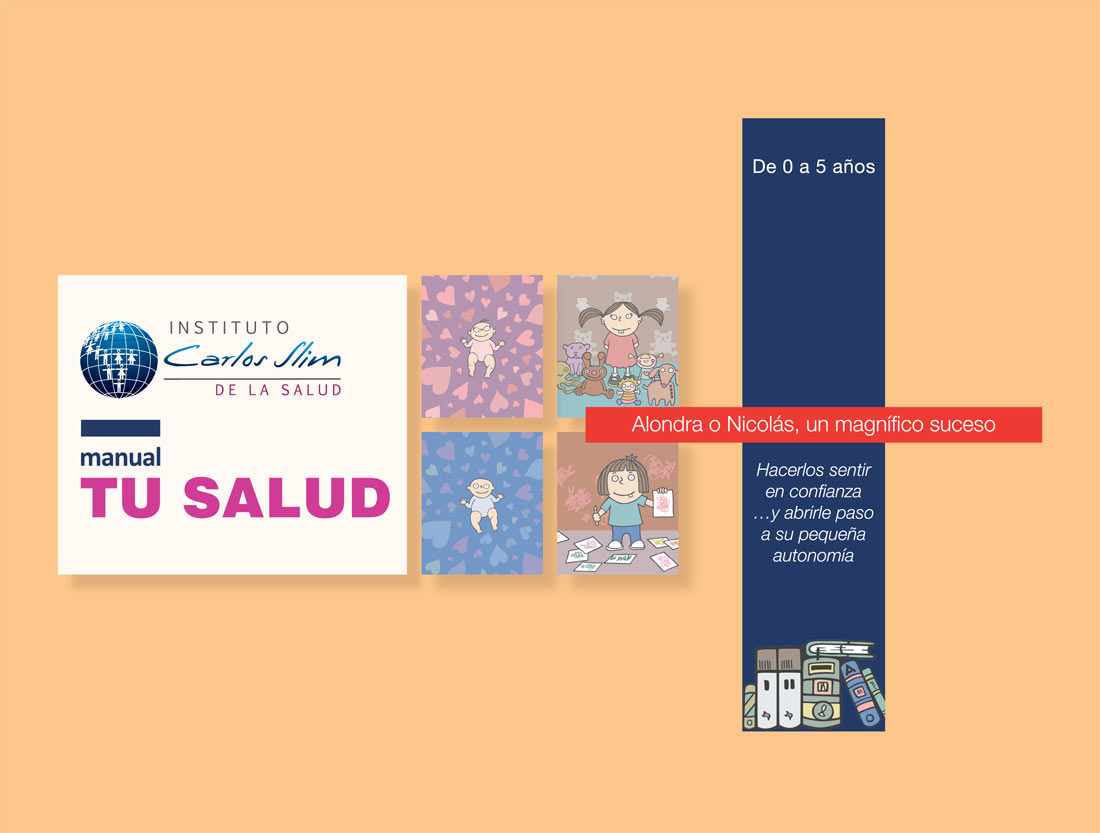 INSTITUTO
Carlos Slim
DE LA SALUD
manual
TU SALUD
De 0 a 5 años
Alondra o Nicolás, un magnífico suceso
Hacerlos sentir
en confianza
…y abrirle paso
a su pequeña
autonomía